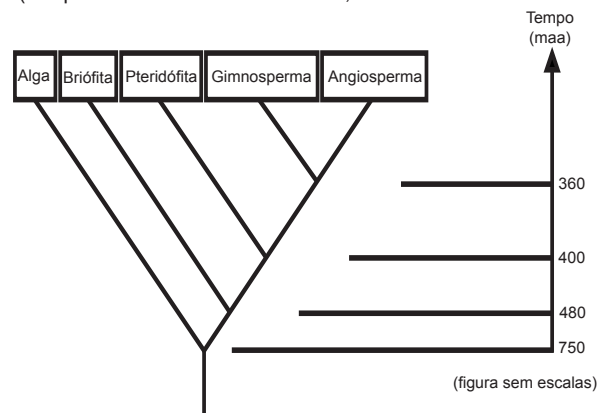 Tempo
(maa)
Alga Briófita Pteridófita Gimnosperma Angiosperma
360
400
480
750
(figura sem escalas)